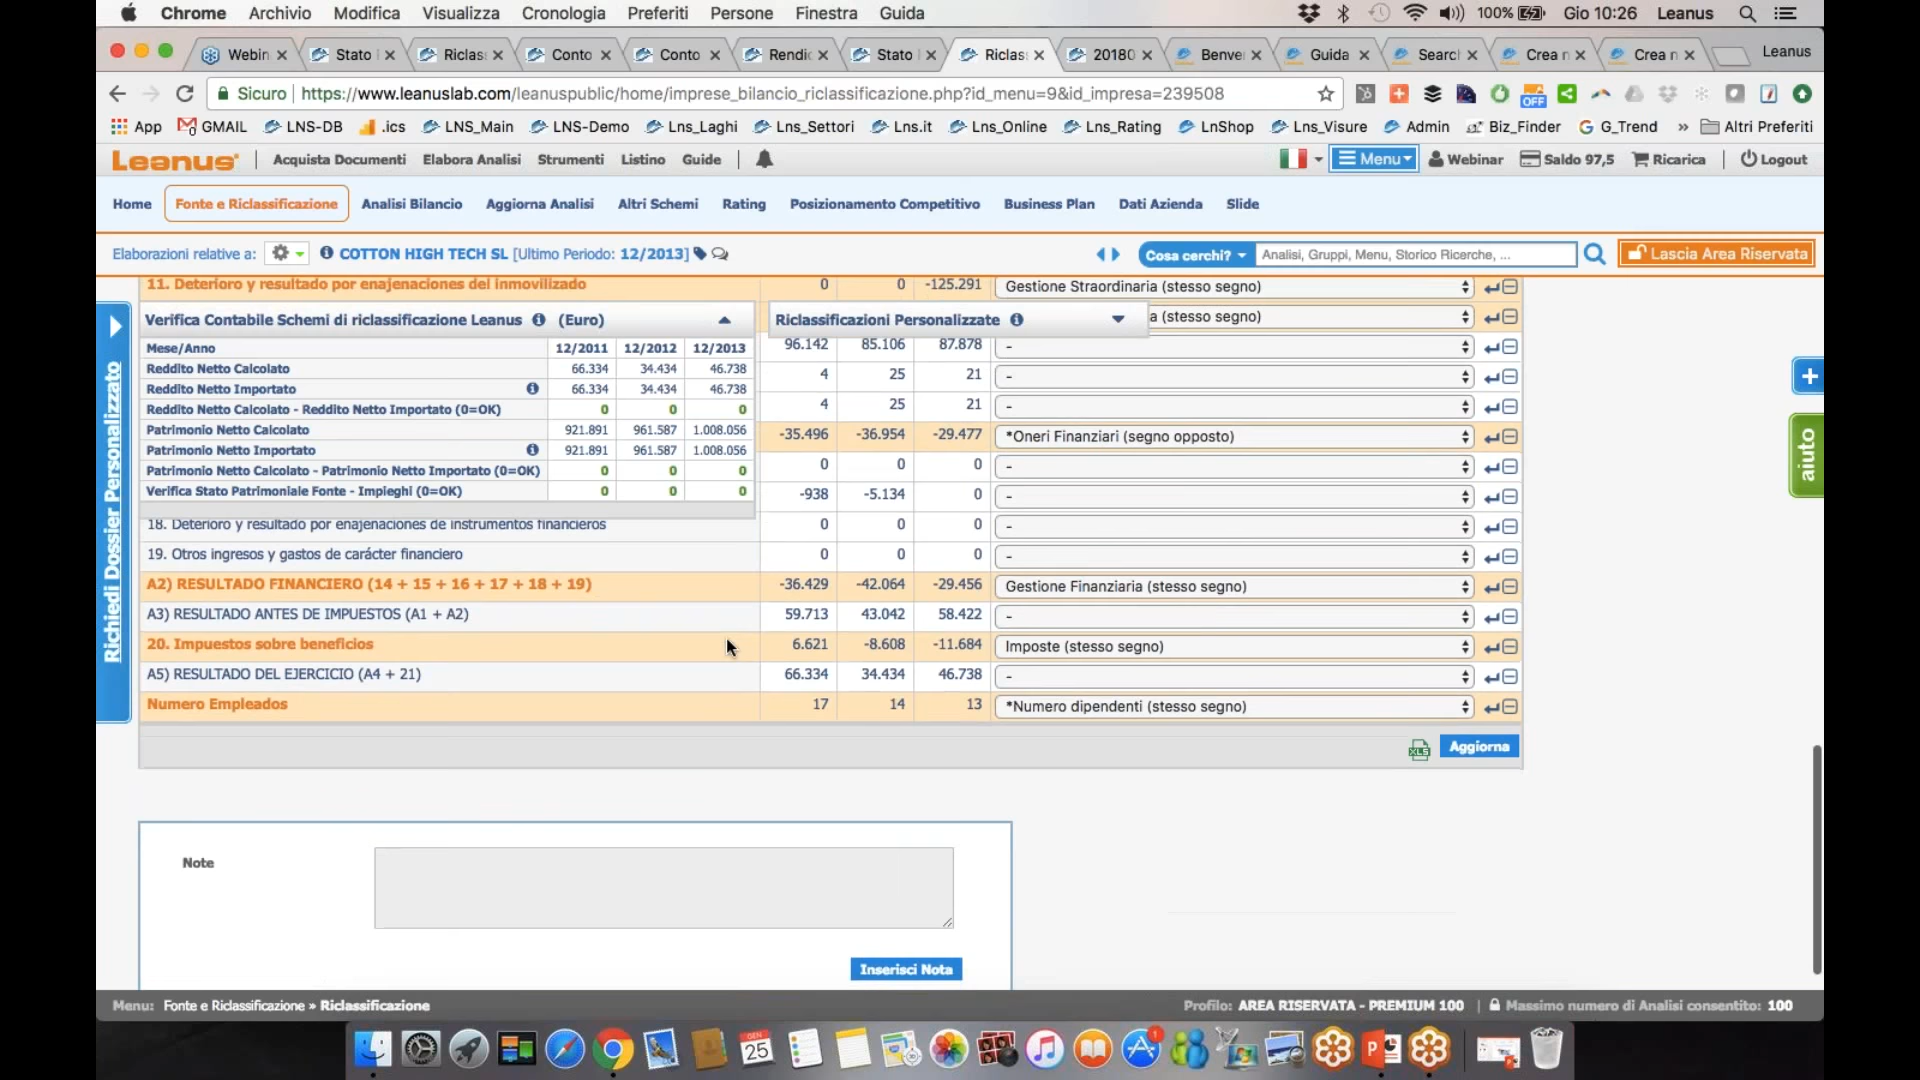 Chrome Archivio Modifica Visualizza Cronologia Preferiti Persone Finestra Guida 100% Gio 10:26 Leanus
Webin Stato Riclas Conto Conto Rendic Stato Riclas 20180 Benve Guida Search Crea n Crea n Leanus
Sicuro https://www.leanuslab.com/leanuspublic/home/imprese_bilancio_riclassificazione.php?id_menu=9&id_impresa=239508 OFF
App GMAIL LNS-DB .ics LNS_Main LNS-Demo Lns_Laghi Lns_Settori Lns.it Lns_Online Lns_Rating LnShop Lns_Visure Admin Biz_Finder G_Trend » Altri Preferiti
Leanus Acquista Documenti Elabora Analisi Strumenti Listino Guide Menu Webinar Saldo 97,5 Ricarica Logout
Home Fonte e Riclassificazione Analisi Bilancio Aggiorna Analisi Altri Schemi Rating Posizionamento Competitivo Business Plan Dati Azienda Slide
Elaborazioni relative a: COTTON HIGH TECH SL [Ultimo Periodo: 12/2013] Cosa cerchi? Analisi, Gruppi, Menu, Storico Ricerche, ... Lascia Area Riservata
11. Deterioro y resultado por enajenaciones del inmovilizado 0 0 -125.291 Gestione Straordinaria (stesso segno)
Verifica Contabile Schemi di riclassificazione Leanus (Euro) Riclassificazioni Personalizzate a (stesso segno)
Mese/Anno 12/2011 12/2012 12/2013 96.142 85.106 87.878 -
Reddito Netto Calcolato 66.334 34.434 46.738 4 25 21 -
Reddito Netto Importato 66.334 34.434 46.738
Reddito Netto Calcolato - Reddito Netto Importato (0=OK) 0 0 0 4 25 21 -
Patrimonio Netto Calcolato 921.891 961.587 1.008.056 -35.496 -36.954 -29.477 *Oneri Finanziari (segno opposto)
Patrimonio Netto Importato 921.891 961.587 1.008.056
Patrimonio Netto Calcolato - Patrimonio Netto Importato (0=OK) 0 0 0 0 0 0 -
Verifica Stato Patrimoniale Fonte - Impieghi (0=OK) 0 0 0 -938 -5.134 0 -
18. Deterioro y resultado por enajenaciones de instrumentos financieros 0 0 0 -
19. Otros ingresos y gastos de carácter financiero 0 0 0 -
A2) RESULTADO FINANCIERO (14 + 15 + 16 + 17 + 18 + 19) -36.429 -42.064 -29.456 Gestione Finanziaria (stesso segno)
A3) RESULTADO ANTES DE IMPUESTOS (A1 + A2) 59.713 43.042 58.422 -
20. Impuestos sobre beneficios 6.621 -8.608 -11.684 Imposte (stesso segno)
A5) RESULTADO DEL EJERCICIO (A4 + 21) 66.334 34.434 46.738 -
Numero Empleados 17 14 13 *Numero dipendenti (stesso segno)
XLS Aggiorna
Richiedi Dossier Personalizzato
aiuto
Note
Inserisci Nota
Menu: Fonte e Riclassificazione » Riclassificazione Profilo: AREA RISERVATA - PREMIUM 100 | Massimo numero di Analisi consentito: 100
GEN
25
1
P